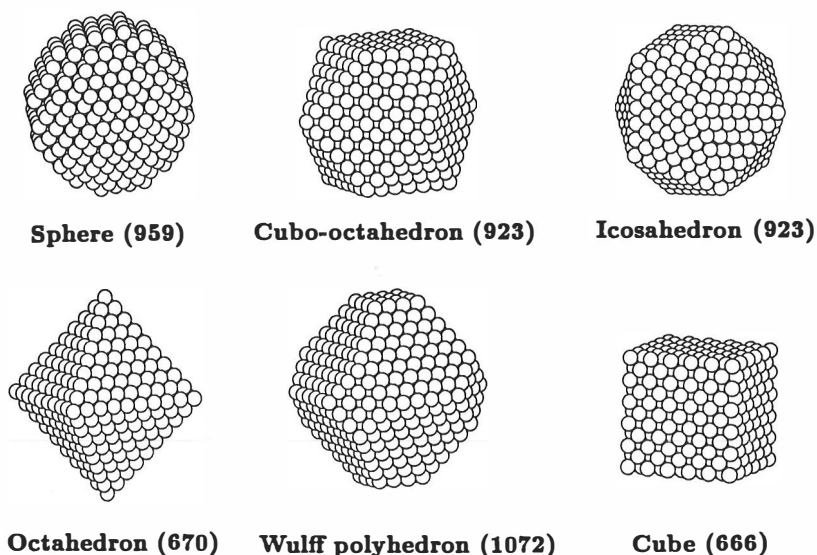 Sphere (959)
Cubo-octahedron (923)
Icosahedron (923)
Octahedron (670)
Wulff polyhedron (1072)
Cube (666)